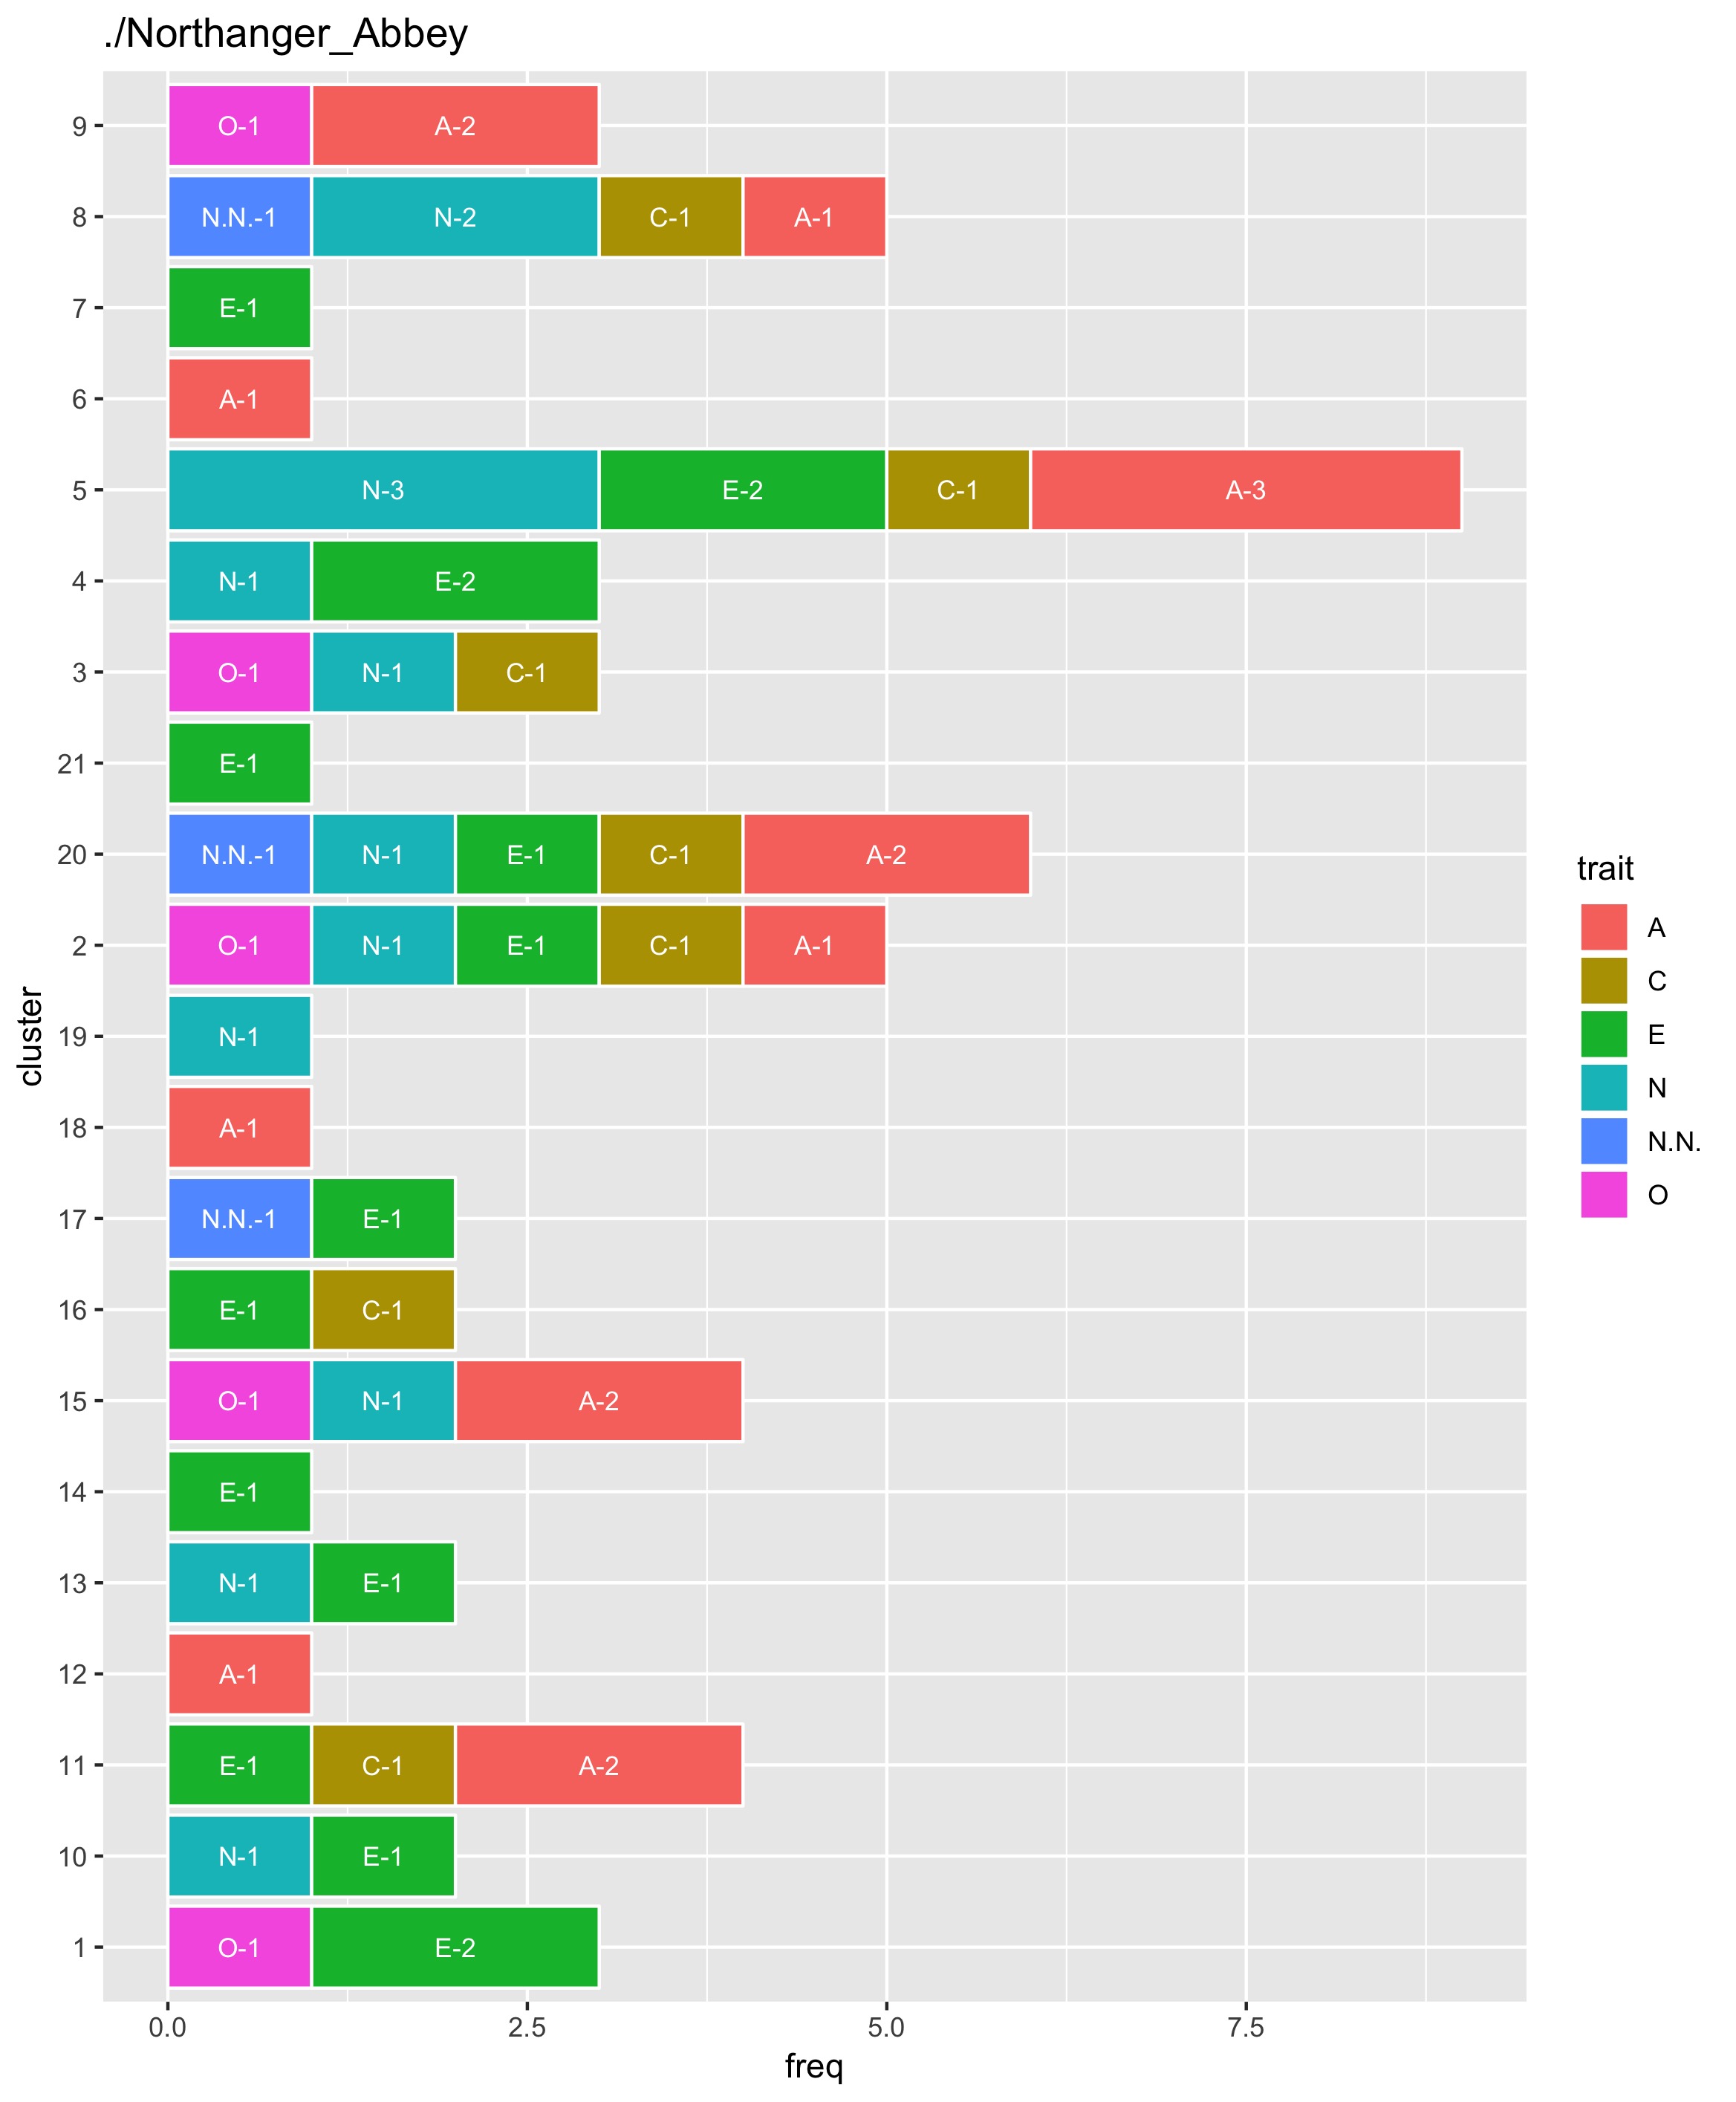 ./Northanger_Abbey
9 O-1 A-2
8 N.N.-1 N-2 C-1 A-1
7 E-1
6 A-1
5 N-3 E-2 C-1 A-3
4 N-1 E-2
3 O-1 N-1 C-1
21 E-1
20 N.N.-1 N-1 E-1 C-1 A-2
2 O-1 N-1 E-1 C-1 A-1
19 N-1
18 A-1
17 N.N.-1 E-1
16 E-1 C-1
15 O-1 N-1 A-2
14 E-1
13 N-1 E-1
12 A-1
11 E-1 C-1 A-2
10 N-1 E-1
1 O-1 E-2
0.0 2.5 5.0 7.5
freq
cluster
trait
A
C
E
N
N.N.
O